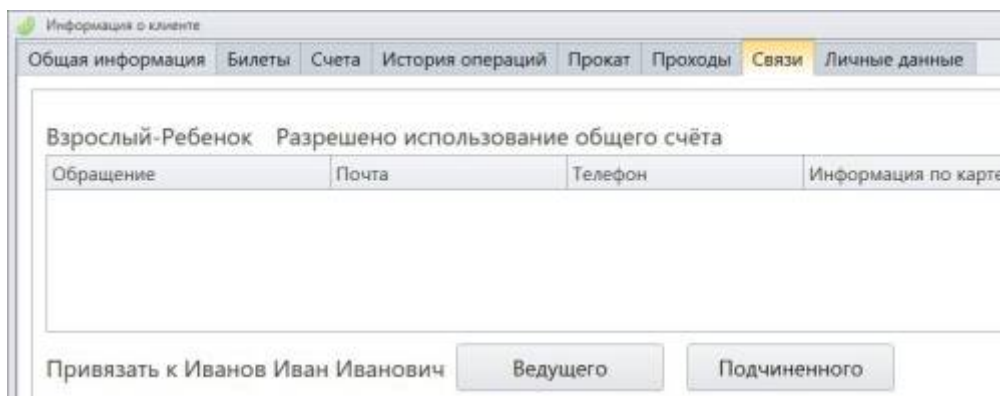 Информация о клиенте
Общая информация Билеты Счета История операций Прокат Проходы Связи Личные данные
Взрослый-Ребенок Разрешено использование общего счёта
Обращение Почта Телефон Информация по карте
Привязать к Иванов Иван Иванович Ведущего Подчиненного